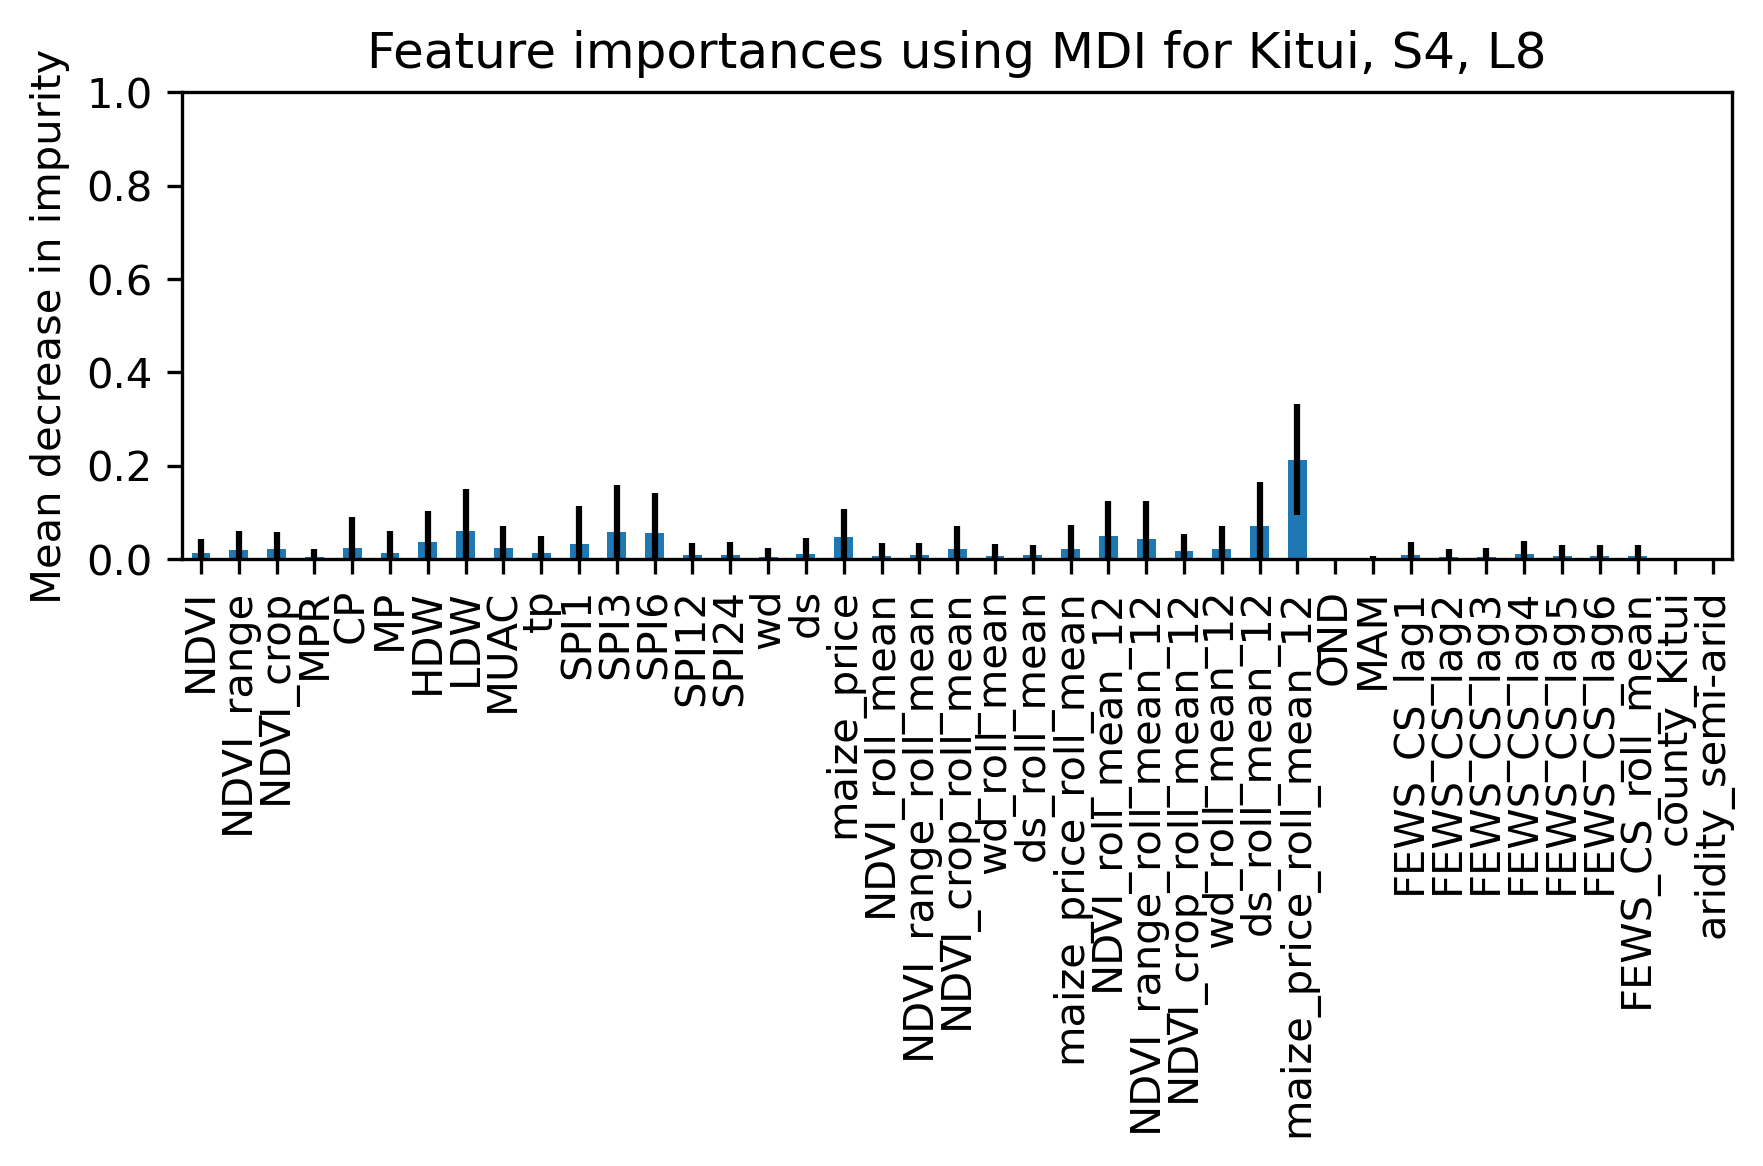 Feature importances using MDI for Kitui, S4, L8
Mean decrease in impurity
1.0
0.8
0.6
0.4
0.2
0.0
NDVI
NDVI_range
NDVI_crop
MPR
CP
MP
HDW
LDW
MUAC
tp
SPI1
SPI3
SPI6
SPI12
SPI24
wd
ds
maize_price
NDVI_roll_mean
NDVI_range_roll_mean
NDVI_crop_roll_mean
wd_roll_mean
ds_roll_mean
maize_price_roll_mean
NDVI_roll_mean_12
NDVI_range_roll_mean_12
NDVI_crop_roll_mean_12
wd_roll_mean_12
ds_roll_mean_12
maize_price_roll_mean_12
OND
MAM
FEWS_CS_lag1
FEWS_CS_lag2
FEWS_CS_lag3
FEWS_CS_lag4
FEWS_CS_lag5
FEWS_CS_lag6
FEWS_CS_roll_mean
county_Kitui
aridity_semi-arid